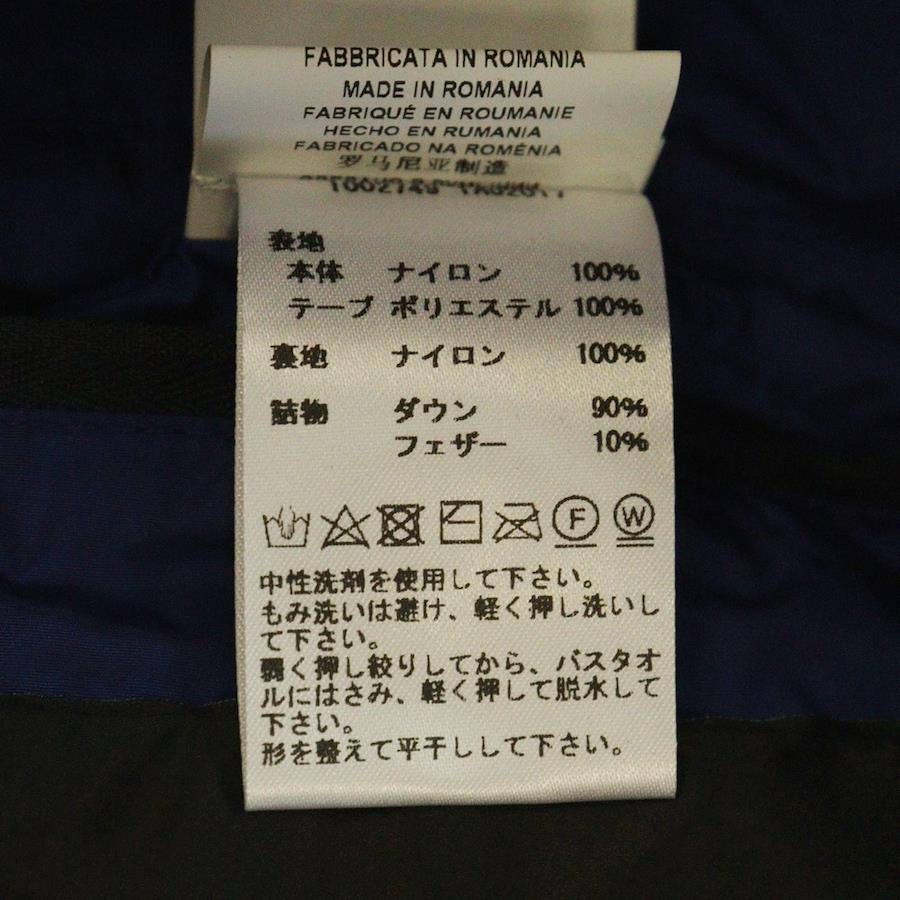 FABBRICATA IN ROMANIA
MADE IN ROMANIA
FABRIQUÉ EN ROUMANIE
HECHO EN RUMANIA
FABRICADO NA ROMÉNIA
罗马尼亚制造
表地
本体 ナイロン 100%
テープ ポリエステル 100%
裏地 ナイロン 100%
詰物 ダウン 90%
フェザー 10%
F W
中性洗剤を使用して下さい。
もみ洗いは避け、軽く押し洗いし
て下さい。
弱く押し絞りしてから、バスタオ
ルにはさみ、軽く押して脱水して
下さい。
形を整えて平干しして下さい。